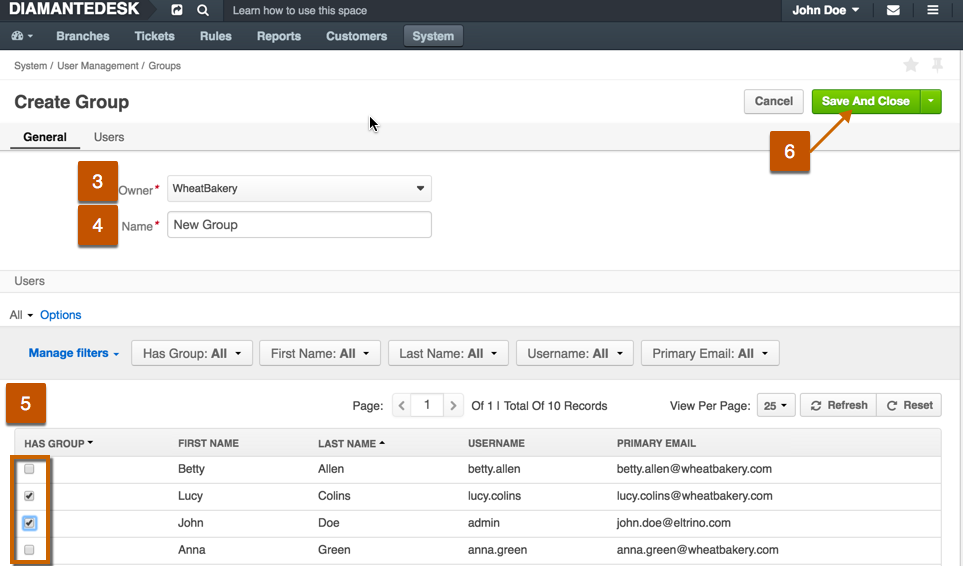 DIAMANTEDESK Learn how to use this space John Doe
Branches Tickets Rules Reports Customers System
System / User Management / Groups
Create Group Cancel Save And Close
General Users
6
3 Owner* WheatBakery
4 Name* New Group
Users
All Options
Manage filters Has Group: All First Name: All Last Name: All Username: All Primary Email: All
5
Page: < 1 > Of 1 | Total Of 10 Records View Per Page: 25 Refresh Reset
HAS GROUP FIRST NAME LAST NAME USERNAME PRIMARY EMAIL
Betty Allen betty.allen betty.allen@wheatbakery.com
Lucy Colins lucy.colins lucy.colins@wheatbakery.com
John Doe admin john.doe@eltrino.com
Anna Green anna.green anna.green@wheatbakery.com